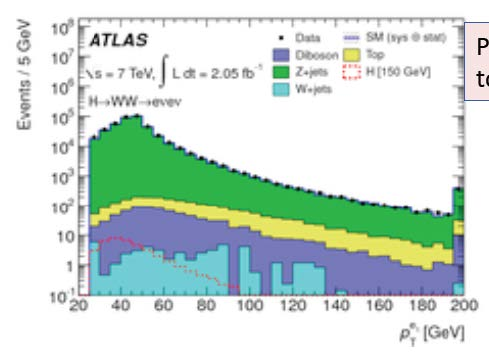 ATLAS
√s = 7 TeV, ∫ L dt = 2.05 fb⁻¹
H→WW→eνeν
Data
SM (sys ⊕ stat)
Diboson
Top
Z+jets
H [150 GeV]
W+jets
Events / 5 GeV
10⁸
10⁷
10⁶
10⁵
10⁴
10³
10²
10
1
10⁻¹
20 40 60 80 100 120 140 160 180 200
[GeV]
P
to